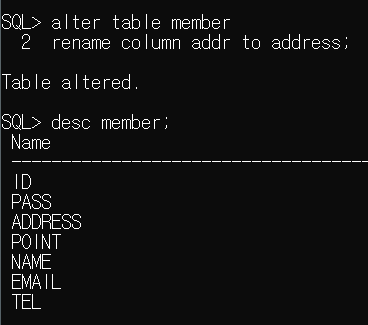 SQL> alter table member
  2  rename column addr to address;
Table altered.
SQL> desc member;
 Name
 ------------------------------------
 ID
 PASS
 ADDRESS
 POINT
 NAME
 EMAIL
 TEL